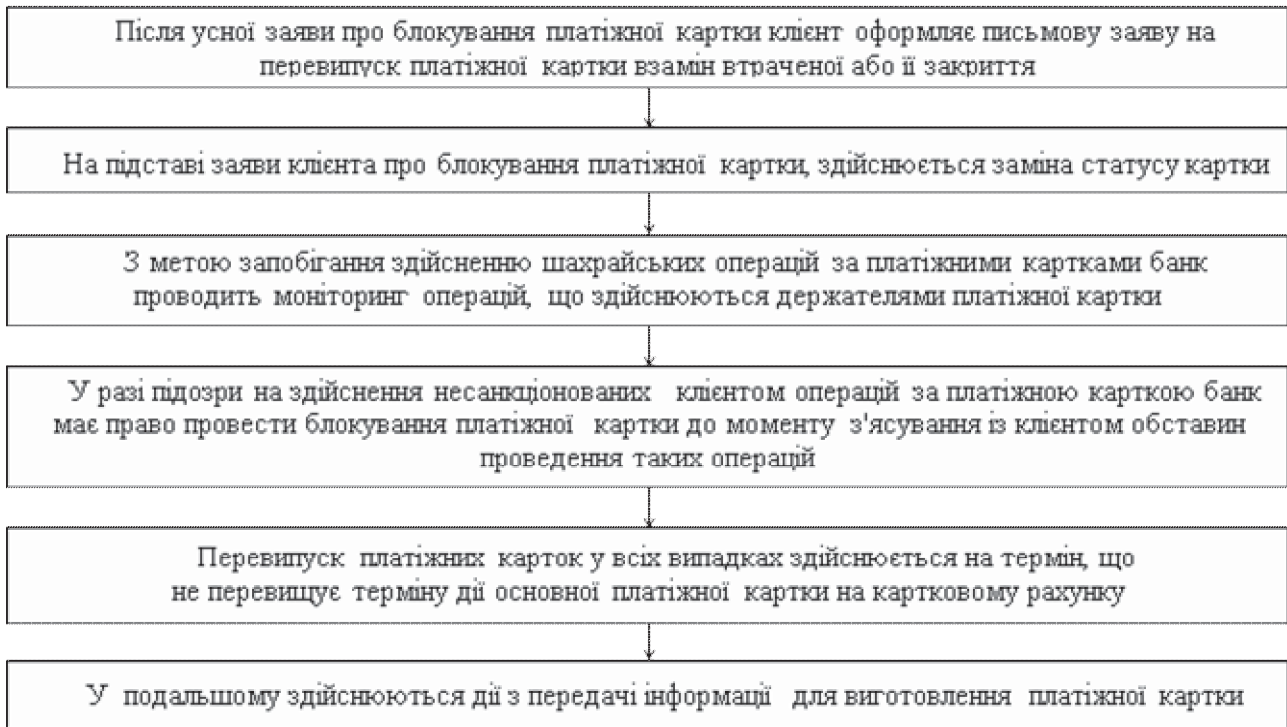 Після усної заяви про блокування платіжної картки клієнт оформляє письмову заяву на
перевипуск платіжної картки взамін втраченої або її закриття
На підставі заяви клієнта про блокування платіжної картки, здійснюється заміна статусу картки
З метою запобігання здійсненню шахрайських операцій за платіжними картками банк
проводить моніторинг операцій, що здійснюються держателями платіжної картки
У разі підозри на здійснення несанкціонованих клієнтом операцій за платіжною карткою банк
має право провести блокування платіжної картки до моменту з'ясування із клієнтом обставин
проведення таких операцій
Перевипуск платіжних карток у всіх випадках здійснюється на термін, що
не перевищує терміну дії основної платіжної картки на картковому рахунку
У подальшому здійснюються дії з передачі інформації для виготовлення платіжної картки